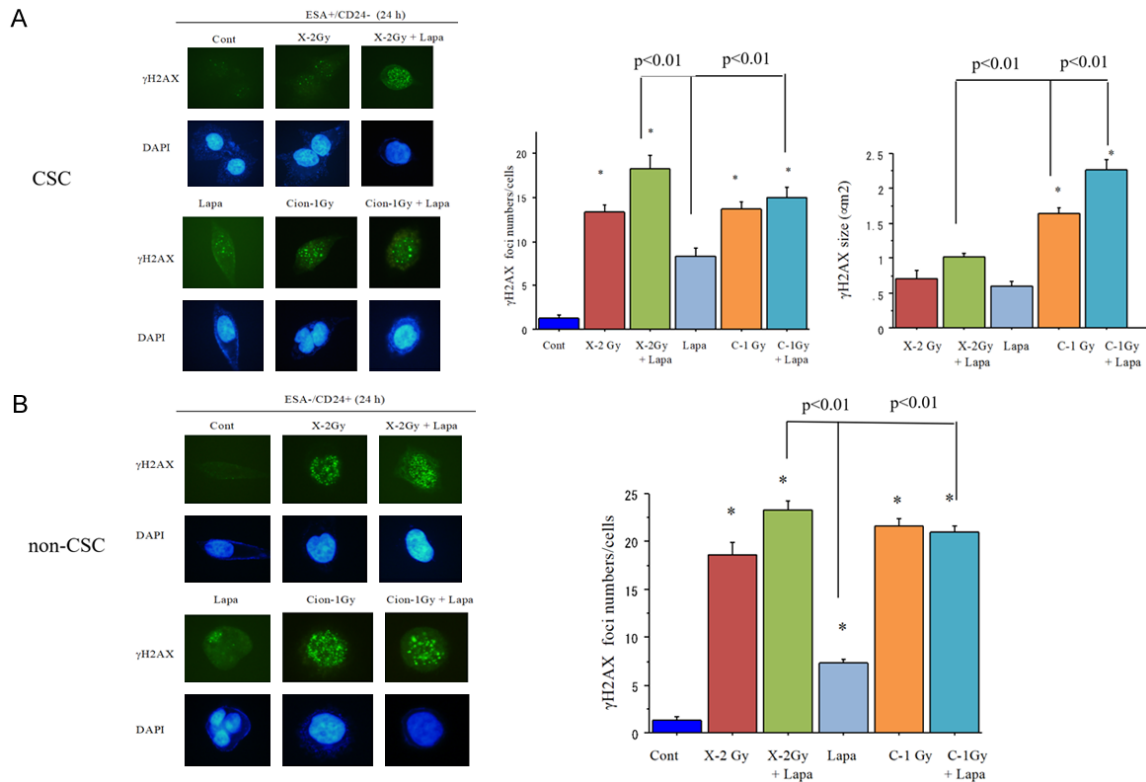 A
ESA+/CD24- (24 h)
Cont X-2Gy X-2Gy + Lapa
γH2AX
DAPI
CSC
Lapa Cion-1Gy Cion-1Gy + Lapa
γH2AX
DAPI
p<0.01
p<0.01
γH2AX foci numbers/cells
20
15
10
5
0
*
*
*
*
Cont X-2 Gy X-2Gy + Lapa Lapa C-1 Gy C-1Gy + Lapa
p<0.01 p<0.01
γH2AX size (∝m2)
2.5
2
1.5
1
.5
0
*
*
X-2 Gy X-2Gy + Lapa Lapa C-1 Gy C-1Gy + Lapa
B
ESA-/CD24+ (24 h)
Cont X-2Gy X-2Gy + Lapa
γH2AX
DAPI
non-CSC
Lapa Cion-1Gy Cion-1Gy + Lapa
γH2AX
DAPI
p<0.01
p<0.01
γH2AX foci numbers/cells
25
20
15
10
5
0
*
*
*
*
*
Cont X-2 Gy X-2Gy + Lapa Lapa C-1 Gy C-1Gy + Lapa